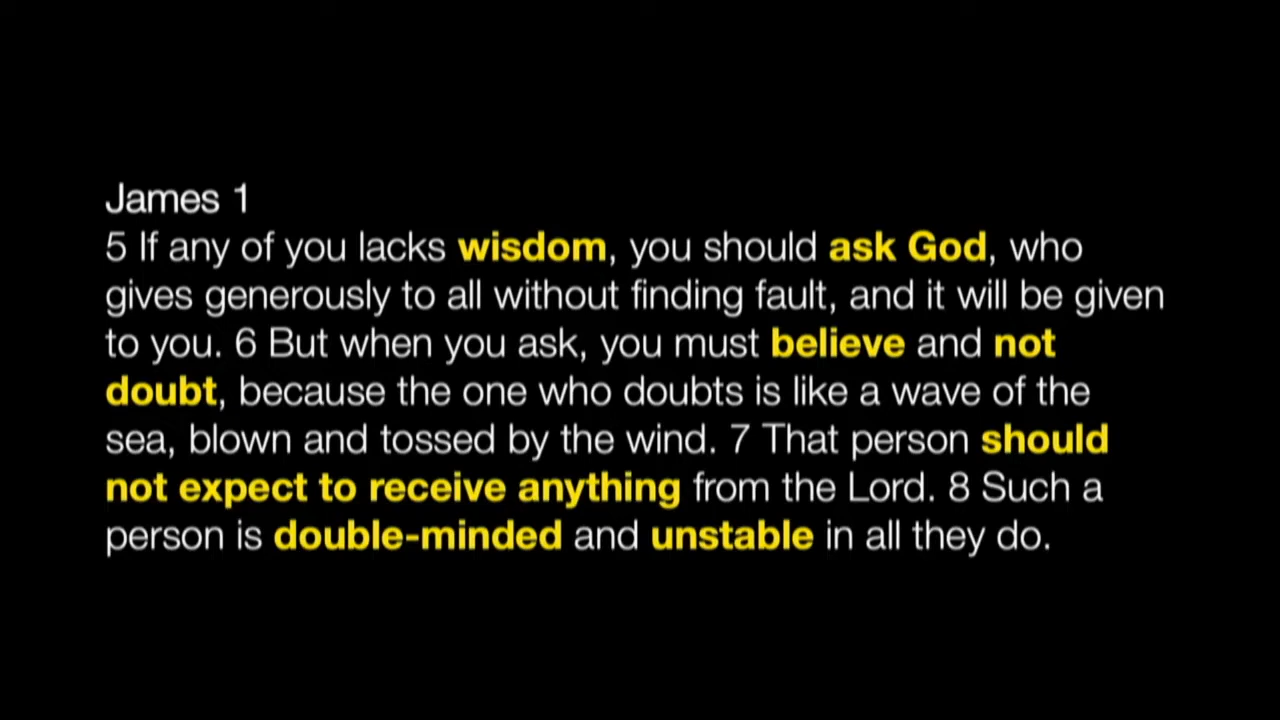 James 1
5 If any of you lacks wisdom, you should ask God, who
gives generously to all without finding fault, and it will be given
to you. 6 But when you ask, you must believe and not
doubt, because the one who doubts is like a wave of the
sea, blown and tossed by the wind. 7 That person should
not expect to receive anything from the Lord. 8 Such a
person is double-minded and unstable in all they do.